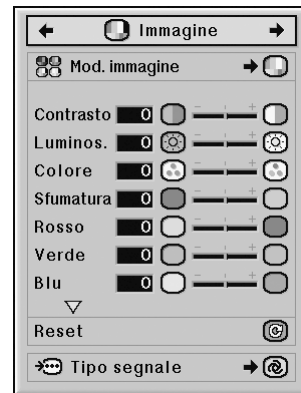 Immagine
Mod. immagine
Contrasto 0
Luminos. 0
Colore 0
Sfumatura 0
Rosso 0
Verde 0
Blu 0
Reset
Tipo segnale